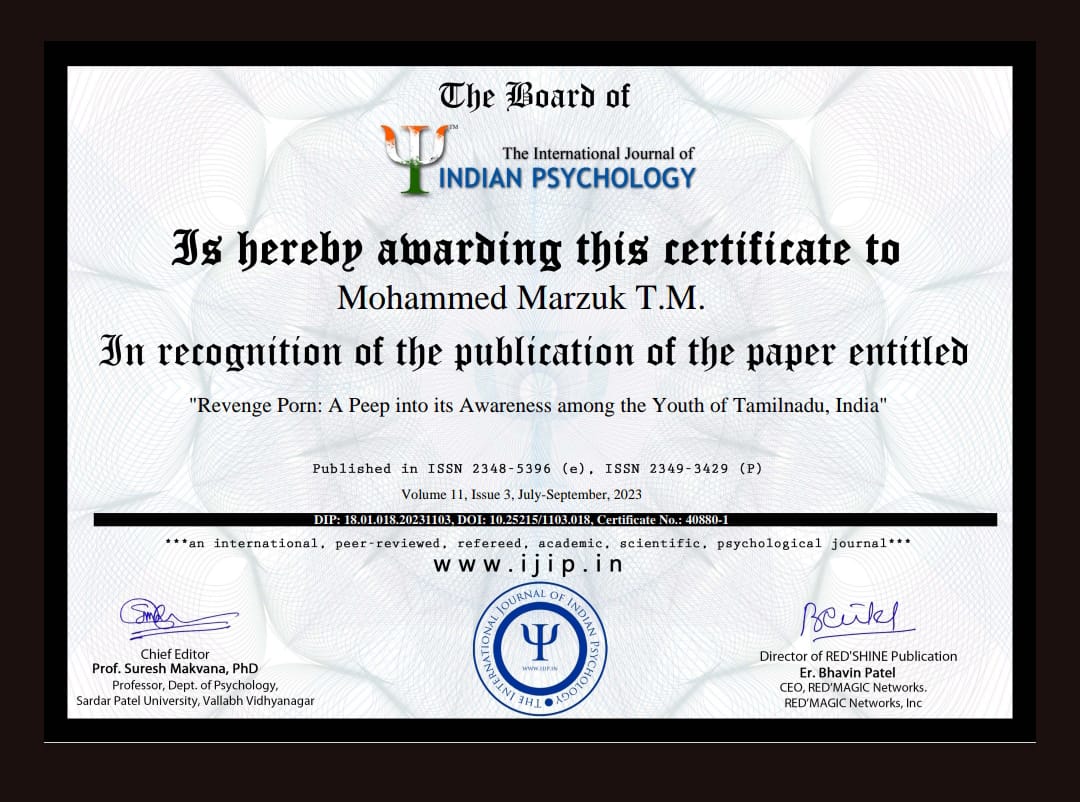 The Board of
TM
The International Journal of
INDIAN PSYCHOLOGY
Is hereby awarding this certificate to
Mohammed Marzuk T.M.
In recognition of the publication of the paper entitled
"Revenge Porn: A Peep into its Awareness among the Youth of Tamilnadu, India"
Published in ISSN 2348-5396 (e), ISSN 2349-3429 (P)
Volume 11, Issue 3, July-September, 2023
DIP: 18.01.018.20231103, DOI: 10.25215/1103.018, Certificate No.: 40880-1
***an international, peer-reviewed, refereed, academic, scientific, psychological journal***
www.ijip.in
Chief Editor
Prof. Suresh Makvana, PhD
Professor, Dept. of Psychology,
Sardar Patel University, Vallabh Vidhyanagar
THE INTERNATIONAL JOURNAL OF INDIAN PSYCHOLOGY
WWW.IJIP.IN
Director of RED'SHINE Publication
Er. Bhavin Patel
CEO, RED'MAGIC Networks.
RED'MAGIC Networks, Inc